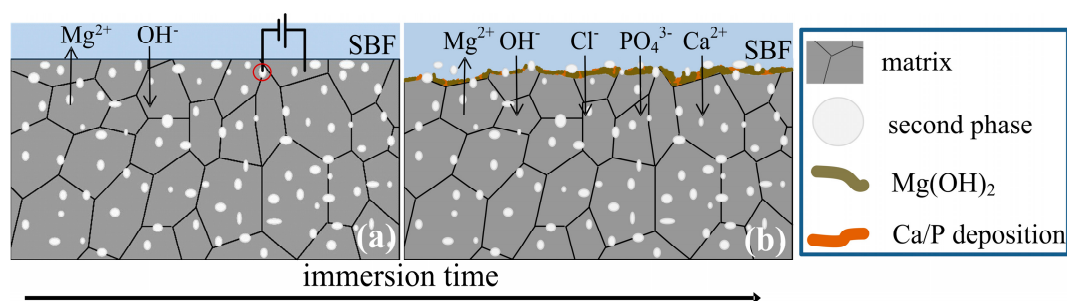 Mg²⁺ OH⁻ SBF
(a)
Mg²⁺ OH⁻ Cl⁻ PO₄³⁻ Ca²⁺ SBF
(b)
matrix
second phase
Mg(OH)₂
Ca/P deposition
immersion time